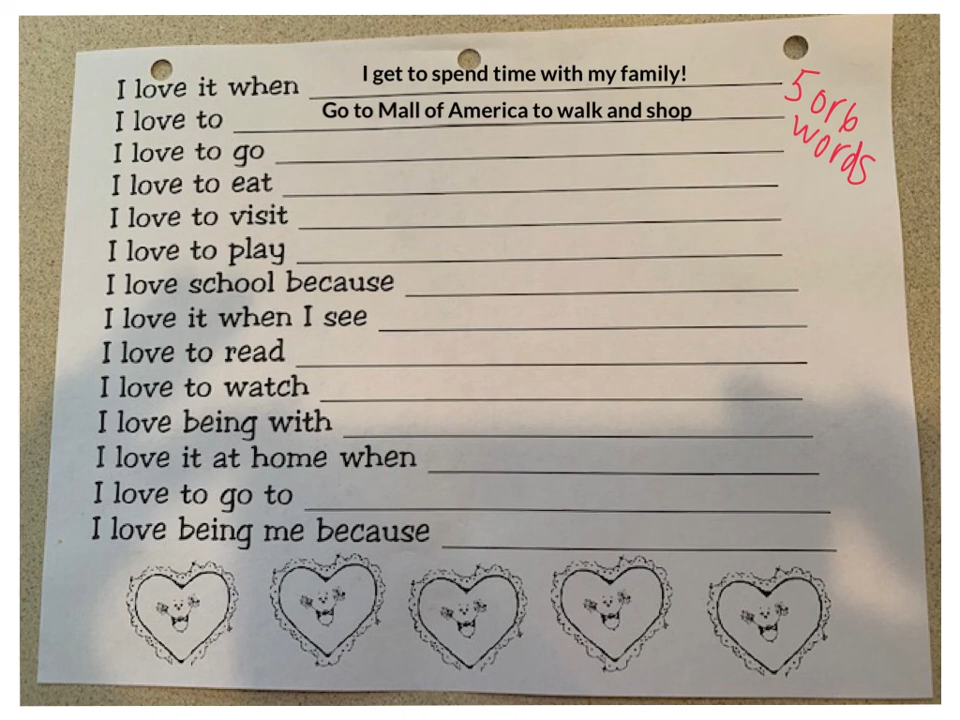 I love it when I get to spend time with my family!
I love to Go to Mall of America to walk and shop
I love to go
I love to eat
I love to visit
I love to play
I love school because
I love it when I see
I love to read
I love to watch
I love being with
I love it at home when
I love to go to
I love being me because
5 or 6
words